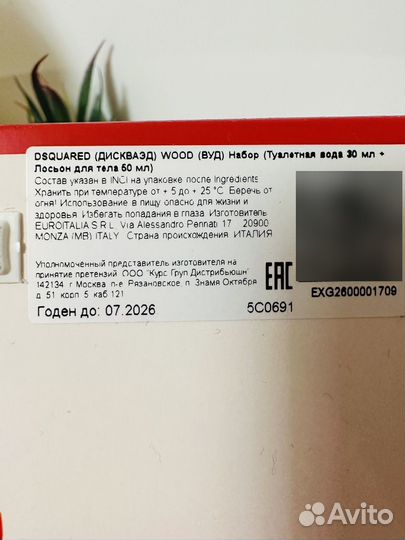 DSQUARED (ДИСКВАЭД) WOOD (ВУД) Набор (Туалетная вода 30 мл +
Лосьон для тела 50 мл)
Состав указан в INCI на упаковке после Ingredients
Хранить при температуре от + 5 до + 25 °C Беречь от
огня! Использование в пищу опасно для жизни и
здоровья Избегать попадания в глаза Изготовитель
EUROITALIA S.R.L. Via Alessandro Pennati 17 20900
MONZA (MB) ITALY Страна происхождения ИТАЛИЯ
Уполномоченный представитель изготовителя на
принятие претензий ООО "Курс Груп Дистрибьюшн"
142134 г Москва п-е Рязановское, п. Знамя Октября
д 51 корп 5 каб 121
EAC
Годен до: 07.2026 5C0691
EXG2600001709
Avito